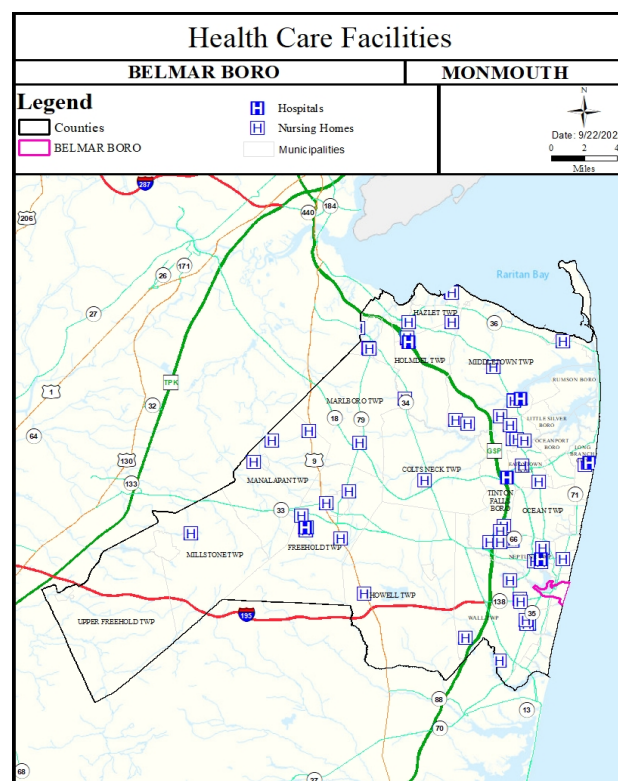 Health Care Facilities
BELMAR BORO MONMOUTH
Legend
Counties
BELMAR BORO
H Hospitals
H Nursing Homes
Municipalities
N
Date: 9/22/202
0 2 4
Miles
287
206
440
184
171
26
Raritan Bay
27
HAZLET TWP
36
HOLMDEL TWP
MIDDLETOWN TWP
TPK
1
32
RUMSON BORO
MARLBORO TWP
34
18
79
LITTLE SILVER
BORO
64
OCEANPORT
BORO
LONG
BRANCH
GSP
130
9
133
MANALAPAN TWP
COLTS NECK TWP
71
TINTON
FALLS
BORO
OCEAN TWP
33
MILLSTONE TWP
FREEHOLD TWP
66
HOWELL TWP
138
35
195
UPPER FREEHOLD TWP
WALL TWP
88
13
70
68
37